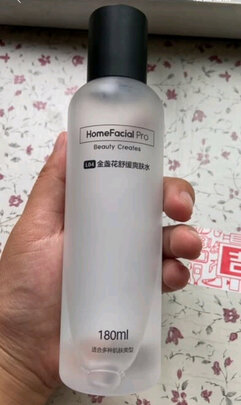 HomeFacial Pro
Beauty Creates
104 金盏花舒缓爽肤水
180ml
适合多种肌肤类型